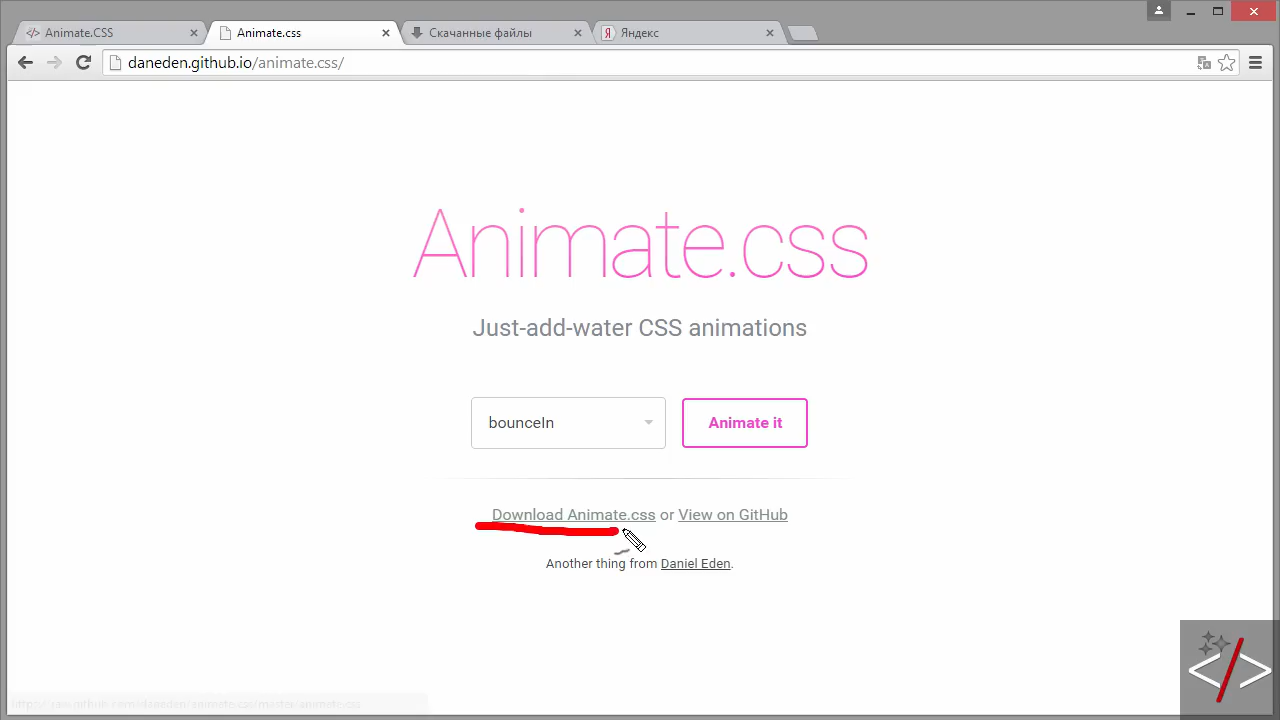 Animate.CSS
Animate.css
Скачанные файлы
Яндекс
daneden.github.io/animate.css/
Animate.css
Just-add-water CSS animations
bounceIn
Animate it
Download Animate.css or View on GitHub
Another thing from Daniel Eden.